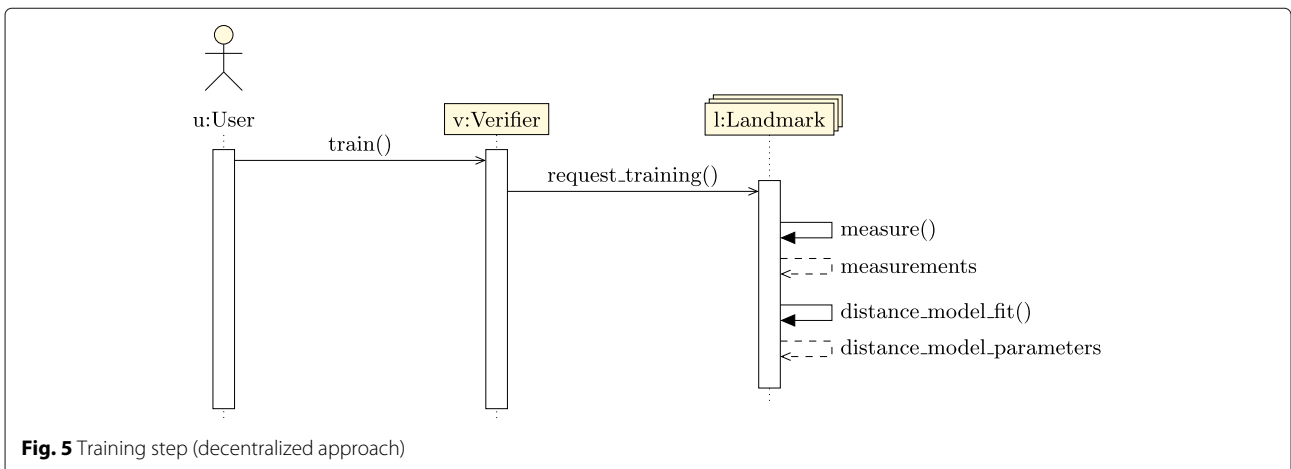 u:User
v:Verifier
l:Landmark
train()
request_training()
measure()
measurements
distance_model_fit()
distance_model_parameters
Fig. 5 Training step (decentralized approach)